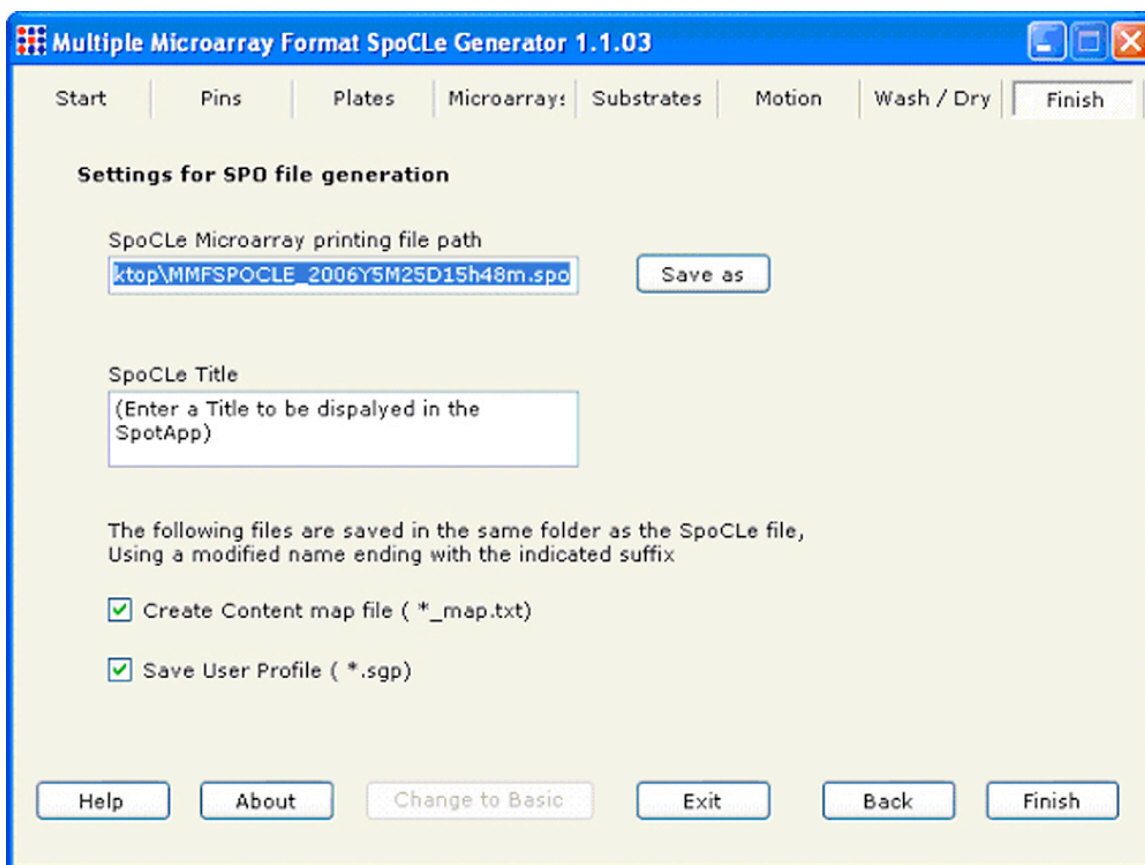 Multiple Microarray Format SpoCLe Generator 1.1.03
Start Pins Plates Microarrays Substrates Motion Wash / Dry Finish
Settings for SPO file generation
SpoCLe Microarray printing file path
ktop\MMFSPOCLE_2006Y5M25D15h48m.spo Save as
SpoCLe Title
(Enter a Title to be dispalyed in the
SpotApp)
The following files are saved in the same folder as the SpoCLe file,
Using a modified name ending with the indicated suffix
Create Content map file ( *_map.txt)
Save User Profile ( *.sgp)
Help About Change to Basic Exit Back Finish